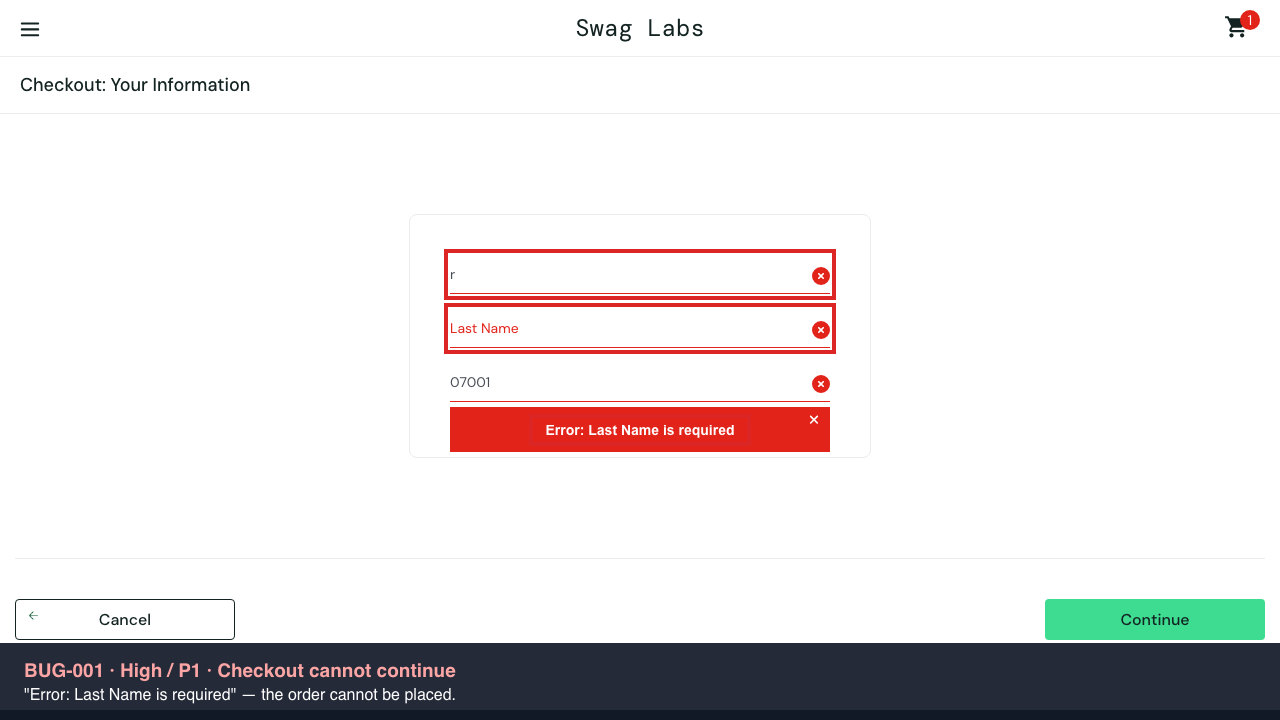 Swag Labs
1
Checkout: Your Information
r
Last Name
07001
Error: Last Name is required
Cancel
Continue
BUG-001 · High / P1 · Checkout cannot continue
"Error: Last Name is required" — the order cannot be placed.